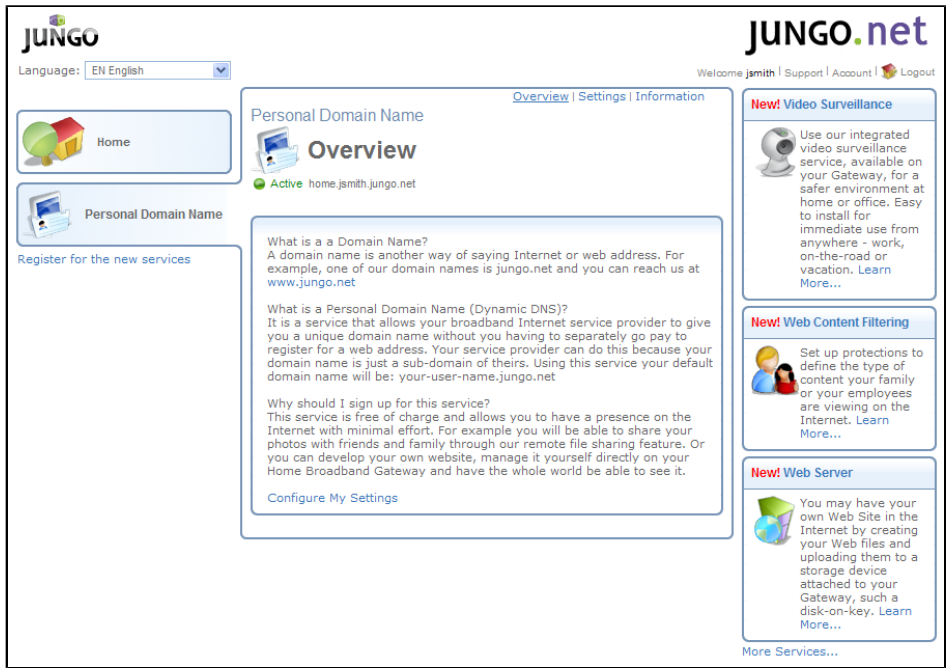 JUNGO
JUNGO.net
Language: EN English
Welcome jsmith | Support | Account | Logout
Home
Personal Domain Name
Register for the new services
Overview | Settings | Information
Personal Domain Name
Overview
Active home.jsmith.jungo.net
What is a a Domain Name?
A domain name is another way of saying Internet or web address. For
example, one of our domain names is jungo.net and you can reach us at
www.jungo.net
What is a Personal Domain Name (Dynamic DNS)?
It is a service that allows your broadband Internet service provider to give
you a unique domain name without you having to separately go pay to
register for a web address. Your service provider can do this because your
domain name is just a sub-domain of theirs. Using this service your default
domain name will be: your-user-name.jungo.net
Why should I sign up for this service?
This service is free of charge and allows you to have a presence on the
Internet with minimal effort. For example you will be able to share your
photos with friends and family through our remote file sharing feature. Or
you can develop your own website, manage it yourself directly on your
Home Broadband Gateway and have the whole world be able to see it.
Configure My Settings
New! Video Surveillance
Use our integrated
video surveillance
service, available on
your Gateway, for a
safer environment at
home or office. Easy
to install for
immediate use from
anywhere - work,
on-the-road or
vacation. Learn
More...
New! Web Content Filtering
Set up protections to
define the type of
content your family
or your employees
are viewing on the
Internet. Learn
More...
New! Web Server
You may have your
own Web Site in the
Internet by creating
your Web files and
uploading them to a
storage device
attached to your
Gateway, such a
disk-on-key. Learn
More...
More Services...